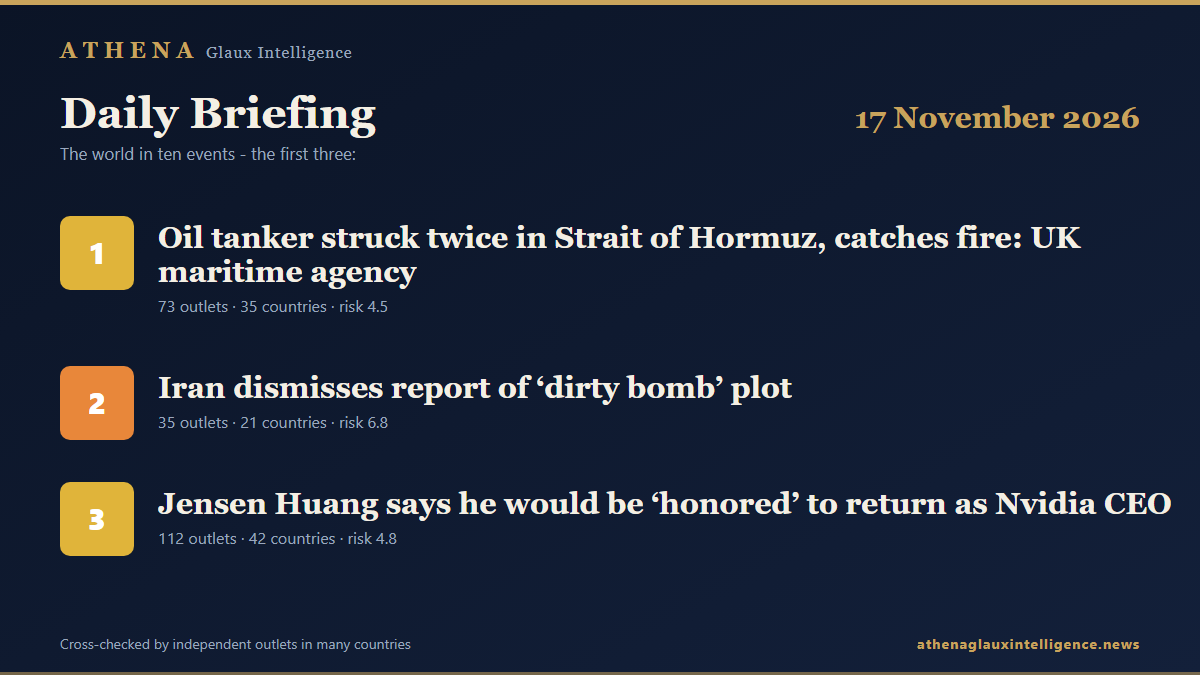 ATHENA Glaux Intelligence
Daily Briefing
17 November 2026
The world in ten events - the first three:
1
Oil tanker struck twice in Strait of Hormuz, catches fire: UK
maritime agency
73 outlets · 35 countries · risk 4.5
2
Iran dismisses report of ‘dirty bomb’ plot
35 outlets · 21 countries · risk 6.8
3
Jensen Huang says he would be ‘honored’ to return as Nvidia CEO
112 outlets · 42 countries · risk 4.8
Cross-checked by independent outlets in many countries
athenaglauxintelligence.news